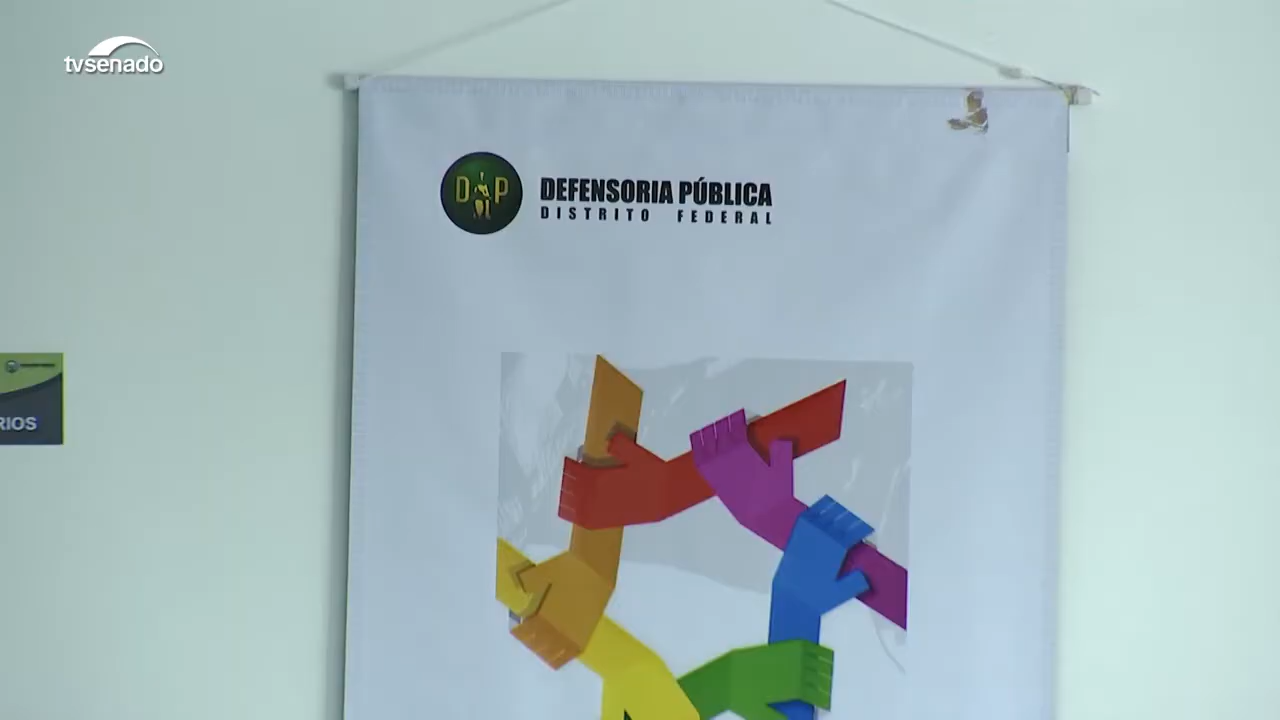 tvsenado
DP
DEFENSORIA PÚBLICA
DISTRITO FEDERAL
RIOS